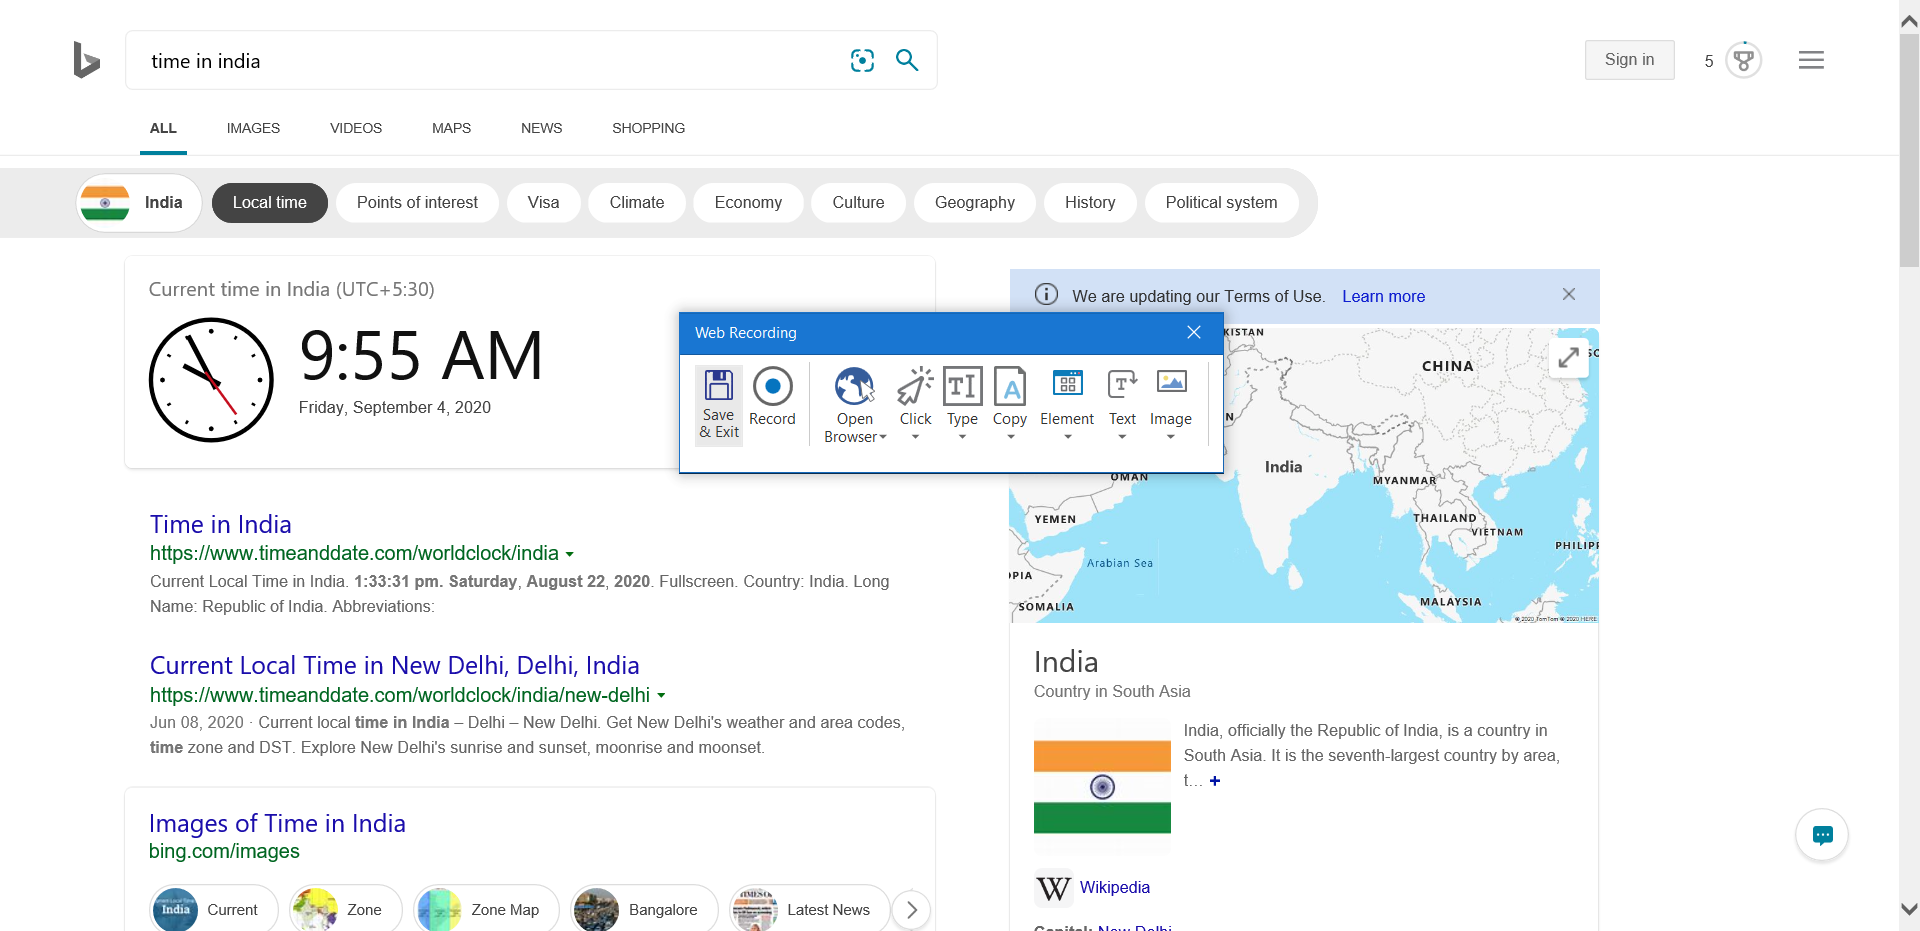 time in india
Sign in
5
ALL
IMAGES
VIDEOS
MAPS
NEWS
SHOPPING
India
Local time
Points of interest
Visa
Climate
Economy
Culture
Geography
History
Political system
Current time in India (UTC+5:30)
9:55 AM
Friday, September 4, 2020
We are updating our Terms of Use. Learn more
Web Recording
Save
& Exit
Record
Open
Browser
Click
Type
Copy
Element
Text
Image
KISTAN
CHINA
India
OMAN
MYANMAR
YEMEN
THAILAND
VIETNAM
PHILIPP
Arabian Sea
OPIA
MALAYSIA
SOMALIA
© 2020 TomTom © 2020 HERE
Time in India
https://www.timeanddate.com/worldclock/india
Current Local Time in India. 1:33:31 pm. Saturday, August 22, 2020. Fullscreen. Country: India. Long
Name: Republic of India. Abbreviations:
Current Local Time in New Delhi, Delhi, India
https://www.timeanddate.com/worldclock/india/new-delhi
Jun 08, 2020 · Current local time in India – Delhi – New Delhi. Get New Delhi's weather and area codes,
time zone and DST. Explore New Delhi's sunrise and sunset, moonrise and moonset.
Images of Time in India
bing.com/images
India
Current
Zone
Zone Map
Bangalore
Latest News
India
Country in South Asia
India, officially the Republic of India, is a country in
South Asia. It is the seventh-largest country by area,
t... +
W
Wikipedia
Capital: New Delhi